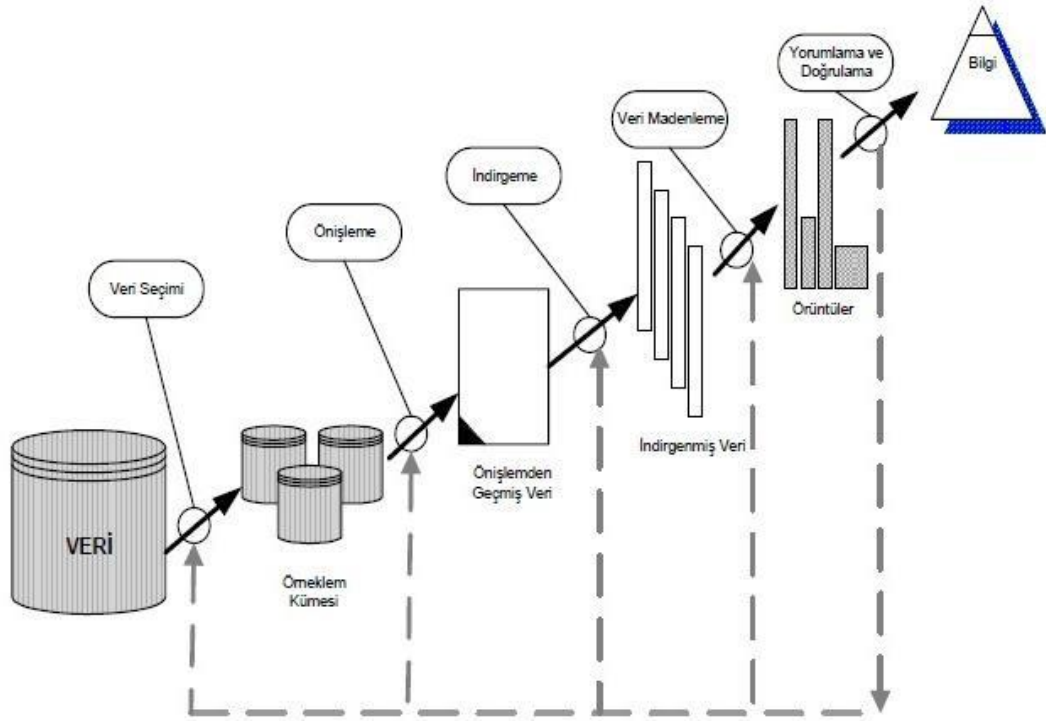 Yorumlama ve
Doğrulama
Bilgi
Veri Madenleme
İndirgeme
Önişleme
Veri Seçimi
Örüntüler
İndirgenmiş Veri
Önişlemden
Geçmiş Veri
VERİ
Örneklem
Kümesi